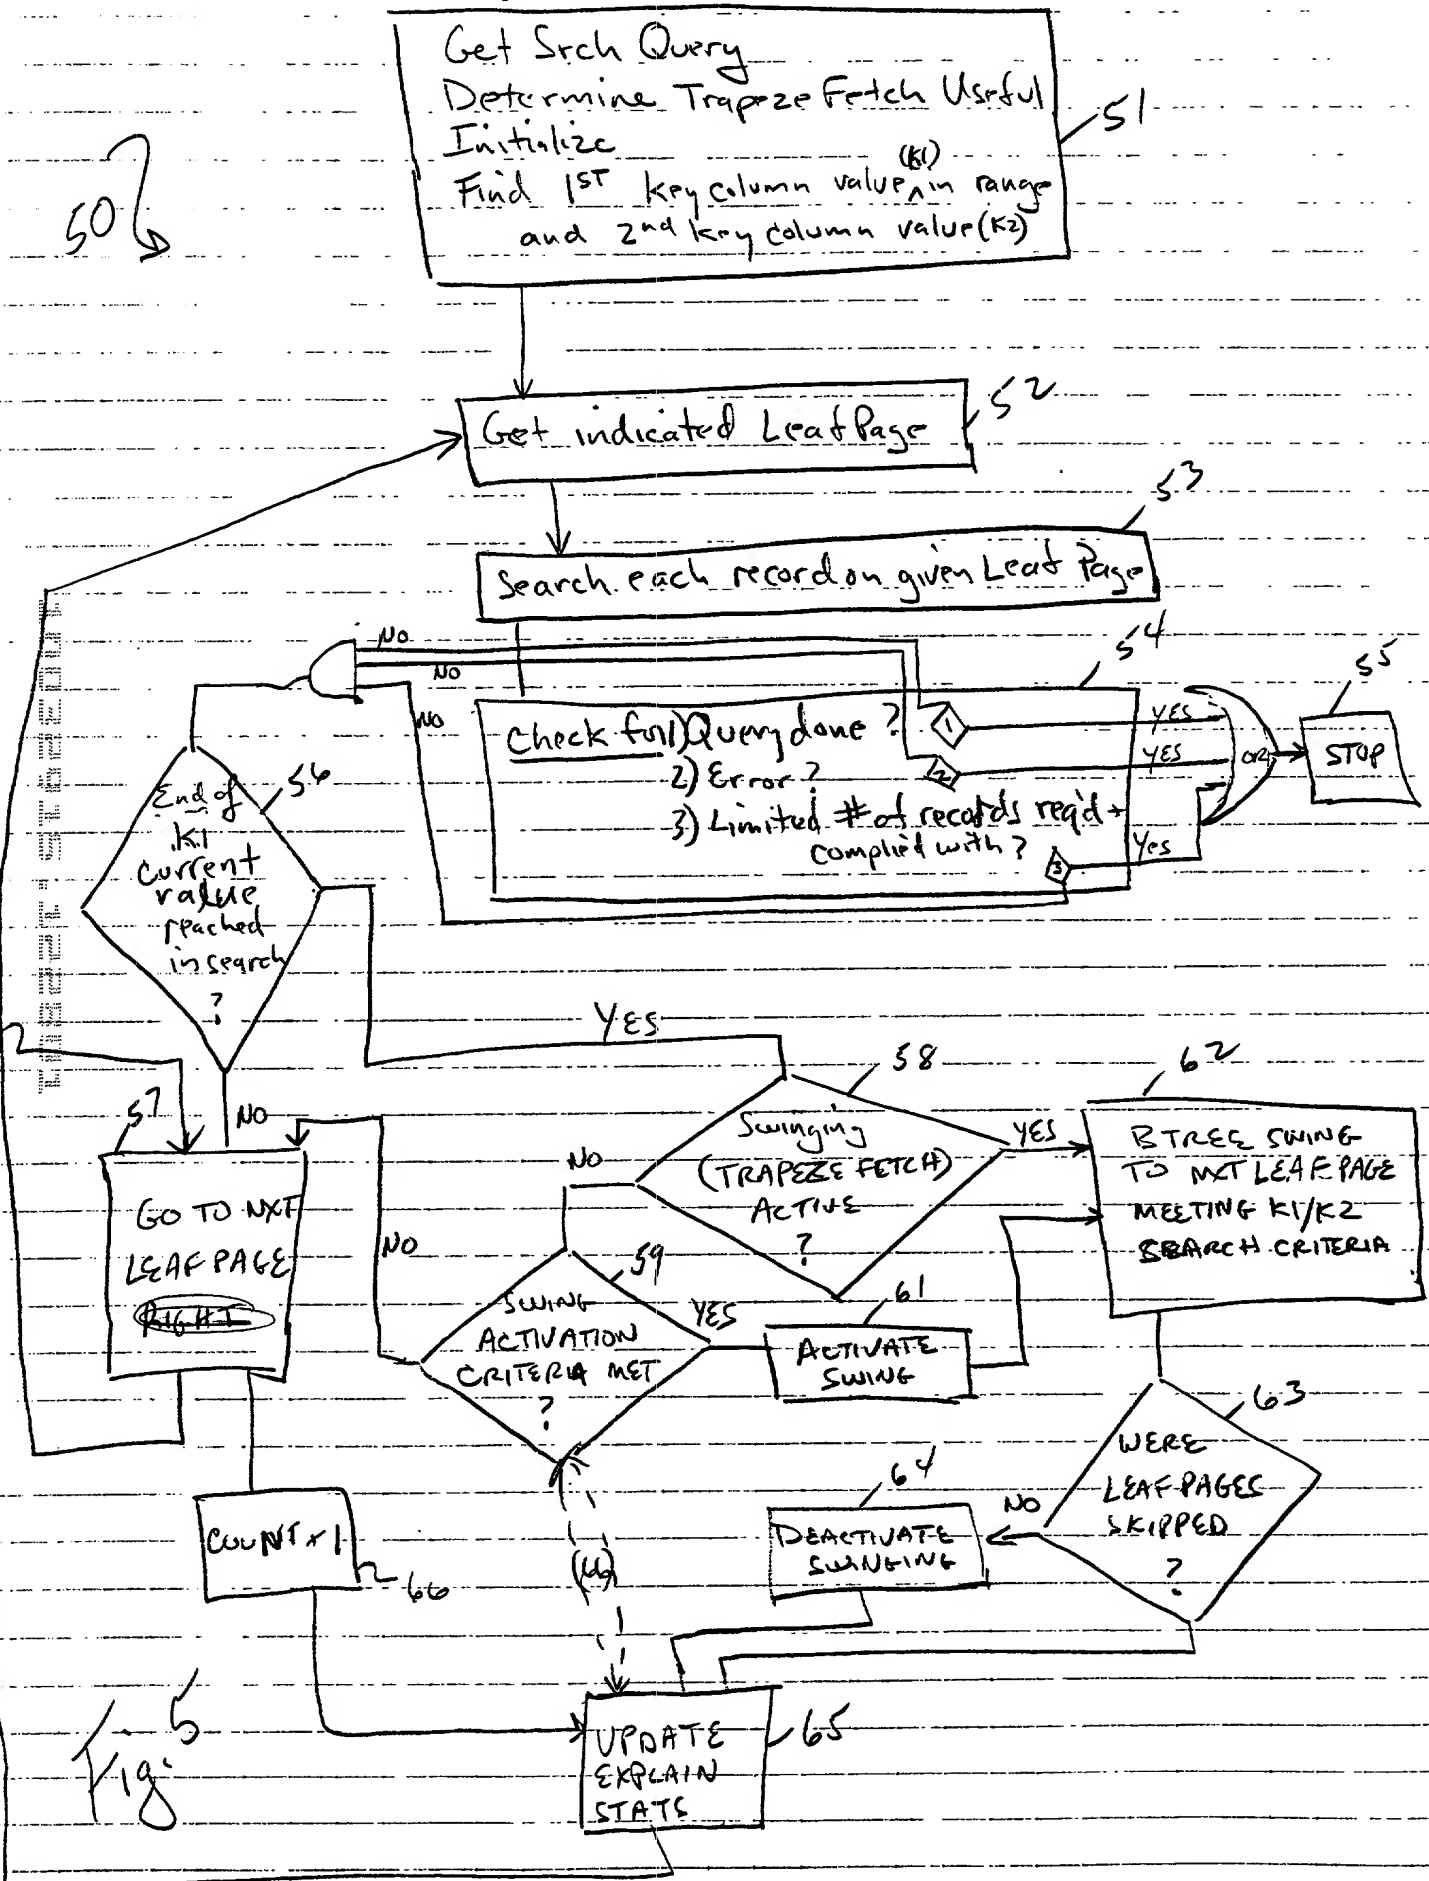 Get Srch Query
Determine Trapeze Fetch Useful
Initialize
(K1)
Find 1ST Key column value ^ in range
and 2nd key column value (K2)
51
50
Get indicated Leaf Page
52
53
Search each record on given Leaf Page
NO
NO
NO
54
55
Check for 1) Query done ?
2) Error ?
3) Limited # of records req'd +
complied with ?
1
2
3
YES
YES
Yes
OR
STOP
End of
K1
current
value
reached
in search
?
56
YES
NO
57
GO TO NXT
LEAF PAGE
RIGHT
58
Swinging
(TRAPEZE FETCH)
ACTIVE
?
NO
YES
62
BTREE SWING
TO NXT LEAF PAGE
MEETING K1/K2
SEARCH CRITERIA
NO
59
SWING
ACTIVATION
CRITERIA MET
?
YES
61
ACTIVATE
SWING
63
WERE
LEAF PAGES
SKIPPED
?
NO
64
DEACTIVATE
SWINGING
COUNT + 1
66
(66)
UPDATE
EXPLAIN
STATS
65
Fig. 5